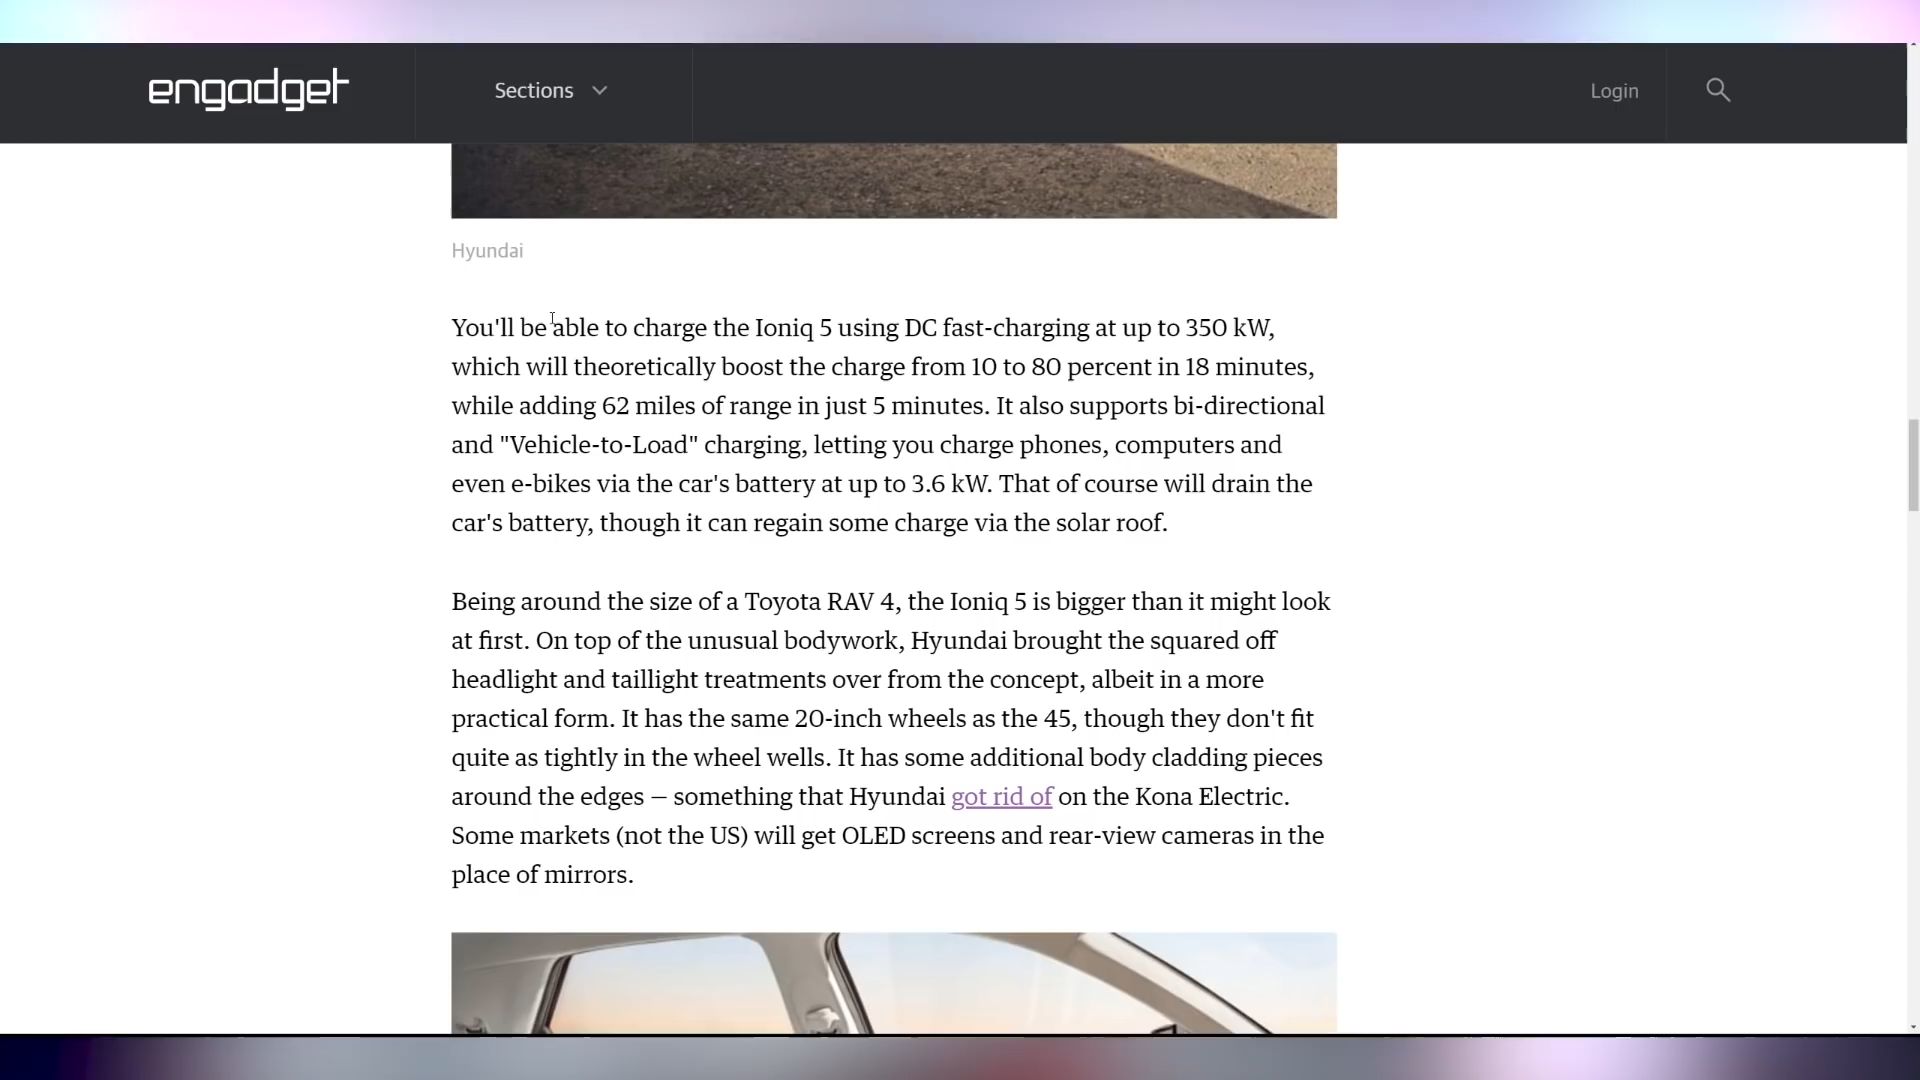 engadget
Sections
Login
Hyundai
You'll be able to charge the Ioniq 5 using DC fast-charging at up to 350 kW,
which will theoretically boost the charge from 10 to 80 percent in 18 minutes,
while adding 62 miles of range in just 5 minutes. It also supports bi-directional
and "Vehicle-to-Load" charging, letting you charge phones, computers and
even e-bikes via the car's battery at up to 3.6 kW. That of course will drain the
car's battery, though it can regain some charge via the solar roof.
Being around the size of a Toyota RAV 4, the Ioniq 5 is bigger than it might look
at first. On top of the unusual bodywork, Hyundai brought the squared off
headlight and taillight treatments over from the concept, albeit in a more
practical form. It has the same 20-inch wheels as the 45, though they don't fit
quite as tightly in the wheel wells. It has some additional body cladding pieces
around the edges — something that Hyundai got rid of on the Kona Electric.
Some markets (not the US) will get OLED screens and rear-view cameras in the
place of mirrors.